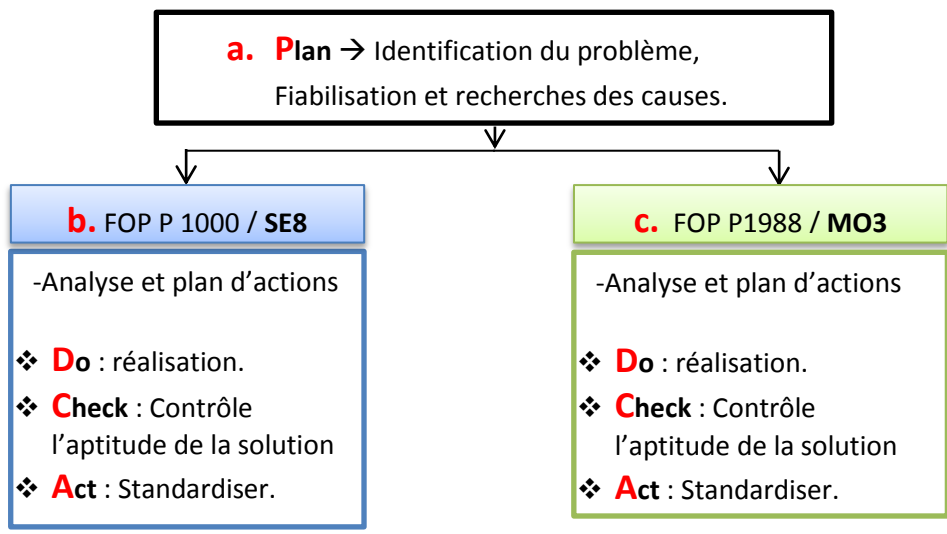 a. Plan → Identification du problème,
Fiabilisation et recherches des causes.
b. FOP P 1000 / SE8
-Analyse et plan d’actions
❖ Do : réalisation.
❖ Check : Contrôle
l’aptitude de la solution
❖ Act : Standardiser.
c. FOP P1988 / MO3
-Analyse et plan d’actions
❖ Do : réalisation.
❖ Check : Contrôle
l’aptitude de la solution
❖ Act : Standardiser.